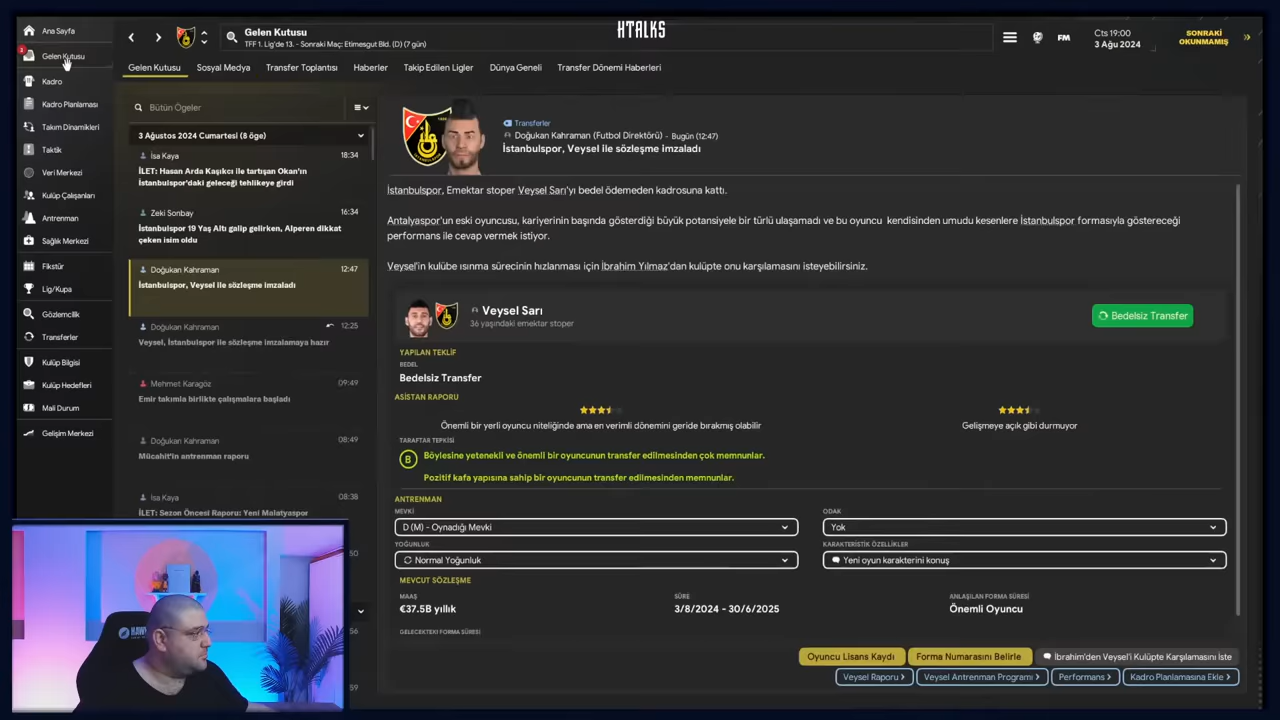 HTALKS
Ana Sayfa
Gelen Kutusu
Kadro
Kadro Planlaması
Takım Dinamikleri
Taktik
Veri Merkezi
Kulüp Çalışanları
Antrenman
Sağlık Merkezi
Fikstür
Lig/Kupa
Gözlemcilik
Transferler
Kulüp Bilgisi
Kulüp Hedefleri
Mali Durum
Gelişim Merkezi
Gelen Kutusu
TFF 1. Lig'de 13. - Sonraki Maç: Etimesgut Bld. (D) (7 gün)
FM
Cts 19:00
3 Ağu 2024
SONRAKİ
OKUNMAMIŞ
Gelen Kutusu
Sosyal Medya
Transfer Toplantısı
Haberler
Takip Edilen Ligler
Dünya Geneli
Transfer Dönemi Haberleri
Bütün Ögeler
3 Ağustos 2024 Cumartesi (8 öge)
İsa Kaya 18:34
İLET: Hasan Arda Kaşıkcı ile tartışan Okan'ın
İstanbulspor'daki geleceği tehlikeye girdi
Zeki Sonbay 16:34
İstanbulspor 19 Yaş Altı galip gelirken, Alperen dikkat
çeken isim oldu
Doğukan Kahraman 12:47
İstanbulspor, Veysel ile sözleşme imzaladı
Doğukan Kahraman 12:25
Veysel, İstanbulspor ile sözleşme imzalamaya hazır
Mehmet Karagöz 09:49
Emir takımla birlikte çalışmalara başladı
Doğukan Kahraman 08:49
Mücahit'in antrenman raporu
İsa Kaya 08:38
İLET: Sezon Öncesi Raporu: Yeni Malatyaspor
Transferler
Doğukan Kahraman (Futbol Direktörü) - Bugün (12:47)
İstanbulspor, Veysel ile sözleşme imzaladı
İstanbulspor, Emektar stoper Veysel Sarı'yı bedel ödemeden kadrosuna kattı.
Antalyaspor'un eski oyuncusu, kariyerinin başında gösterdiği büyük potansiyele bir türlü ulaşamadı ve bu oyuncu kendisinden umudu kesenlere İstanbulspor formasıyla göstereceği
performans ile cevap vermek istiyor.
Veysel'in kulübe ısınma sürecinin hızlanması için İbrahim Yılmaz'dan kulüpte onu karşılamasını isteyebilirsiniz.
Veysel Sarı
36 yaşındaki emektar stoper
Bedelsiz Transfer
YAPILAN TEKLİF
BEDEL
Bedelsiz Transfer
ASİSTAN RAPORU
Önemli bir yerli oyuncu niteliğinde ama en verimli dönemini geride bırakmış olabilir
Gelişmeye açık gibi durmuyor
TARAFTAR TEPKİSİ
B
Böylesine yetenekli ve önemli bir oyuncunun transfer edilmesinden çok memnunlar.
Pozitif kafa yapısına sahip bir oyuncunun transfer edilmesinden memnunlar.
ANTRENMAN
MEVKİ
D (M) - Oynadığı Mevki
ODAK
Yok
YOĞUNLUK
Normal Yoğunluk
KARAKTERİSTİK ÖZELLİKLER
Yeni oyun karakterini konuş
MEVCUT SÖZLEŞME
MAAŞ
€37.5B yıllık
SÜRE
3/8/2024 - 30/6/2025
ANLAŞILAN FORMA SÜRESİ
Önemli Oyuncu
GELECEKTEKİ FORMA SÜRESİ
Oyuncu Lisans Kaydı
Forma Numarasını Belirle
İbrahim'den Veysel'i Kulüpte Karşılamasını İste
Veysel Raporu
Veysel Antrenman Programı
Performans
Kadro Planlamasına Ekle